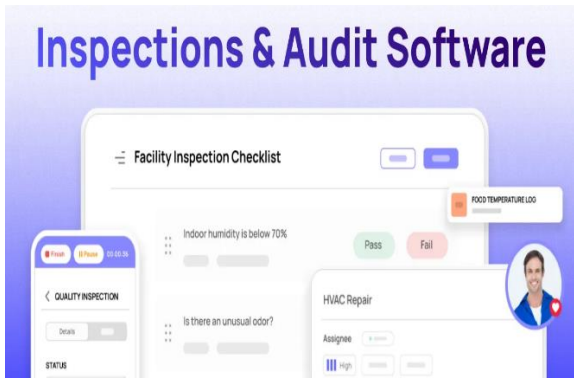 Inspections & Audit Software
Facility Inspection Checklist
FOOD TEMPERATURE LOG
Indoor humidity is below 70%
Pass
Fail
Finish
Pause
00:00:36
QUALITY INSPECTION
HVAC Repair
Details
Is there an unusual odor?
Assignee
High
STATUS